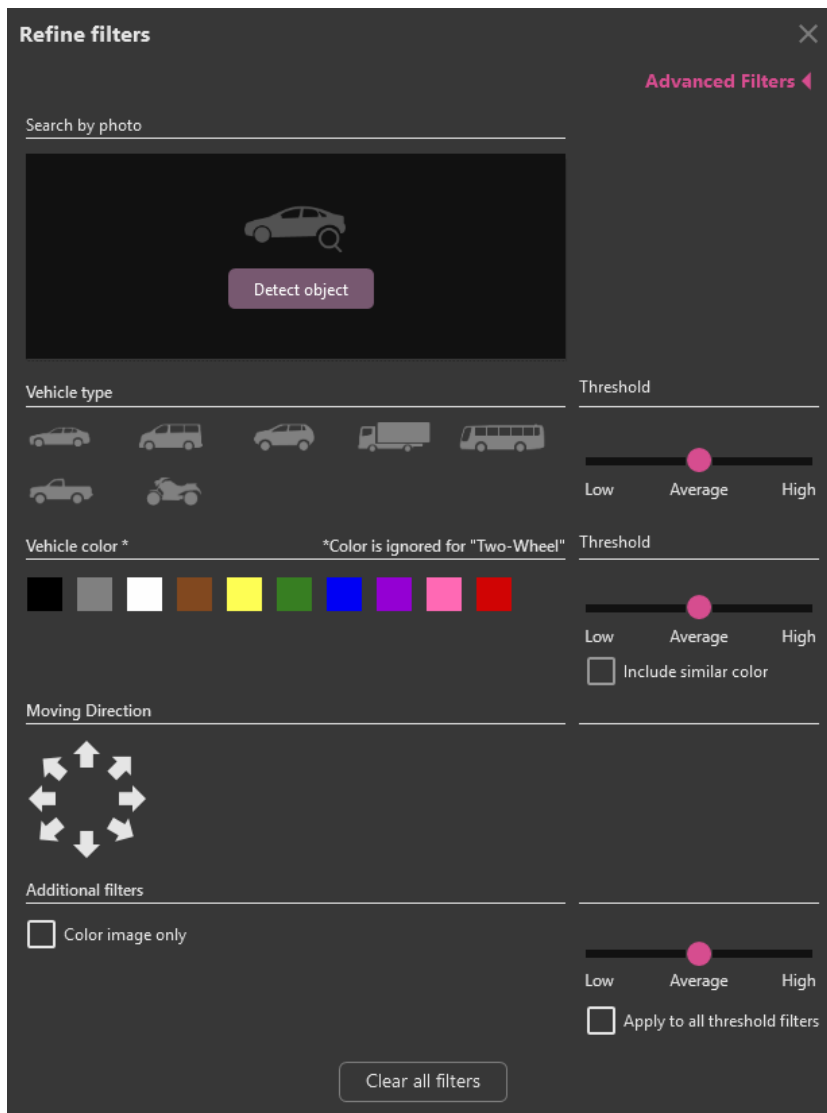 Refine filters
Advanced Filters
Search by photo
Detect object
Vehicle type
Threshold
Low Average High
Vehicle color * *Color is ignored for "Two-Wheel"
Threshold
Low Average High
Include similar color
Moving Direction
Additional filters
Color image only
Low Average High
Apply to all threshold filters
Clear all filters